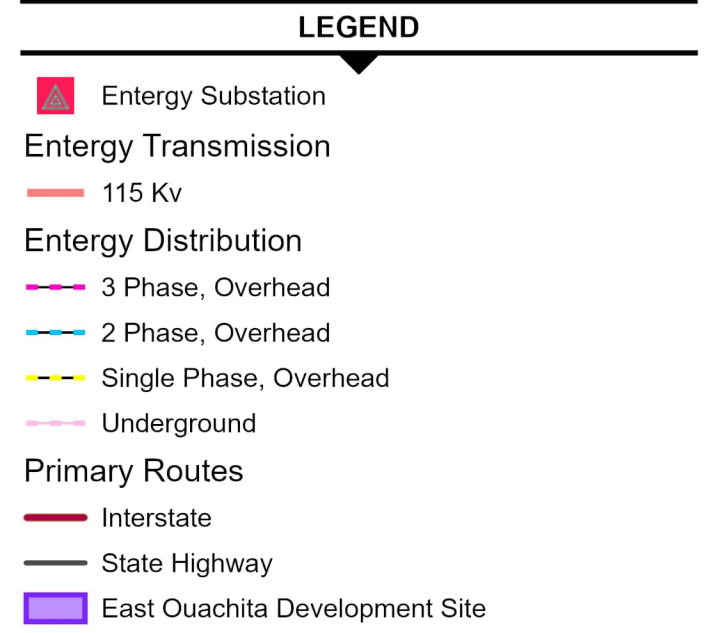 LEGEND
Entergy Substation
Entergy Transmission
115 Kv
Entergy Distribution
3 Phase, Overhead
2 Phase, Overhead
Single Phase, Overhead
Underground
Primary Routes
Interstate
State Highway
East Ouachita Development Site